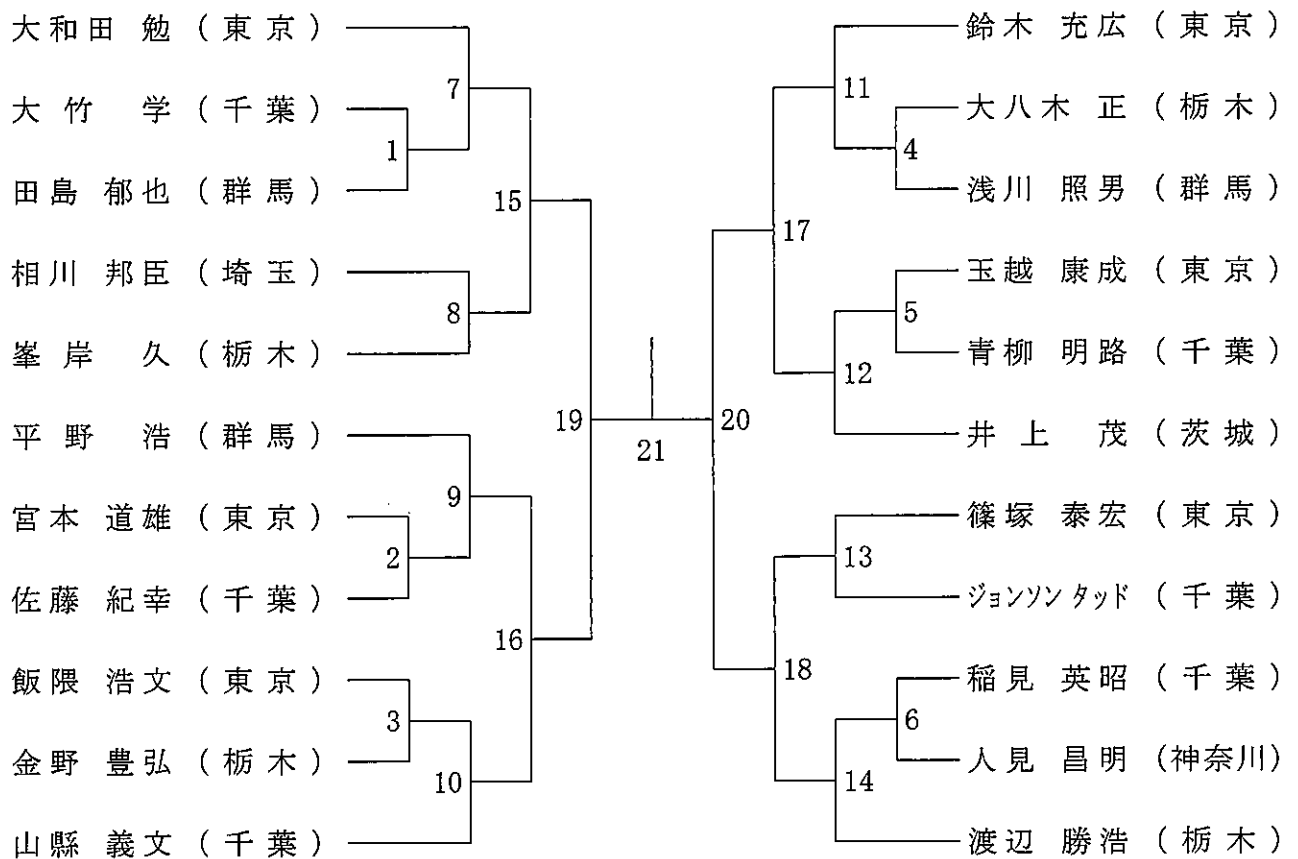 大和田 勉 (東京)
大竹 学 (千葉)
田島 郁也 (群馬)
相川 邦臣 (埼玉)
峯岸 久 (栃木)
平野 浩 (群馬)
宮本 道雄 (東京)
佐藤 紀幸 (千葉)
飯隈 浩文 (東京)
金野 豊弘 (栃木)
山縣 義文 (千葉)
1
2
3
7
8
9
10
15
16
19
21
20
17
18
11
12
13
14
4
5
6
鈴木 充広 (東京)
大八木 正 (栃木)
浅川 照男 (群馬)
玉越 康成 (東京)
青柳 明路 (千葉)
井上 茂 (茨城)
篠塚 泰宏 (東京)
ジョンソン タッド (千葉)
稲見 英昭 (千葉)
人見 昌明 (神奈川)
渡辺 勝浩 (栃木)